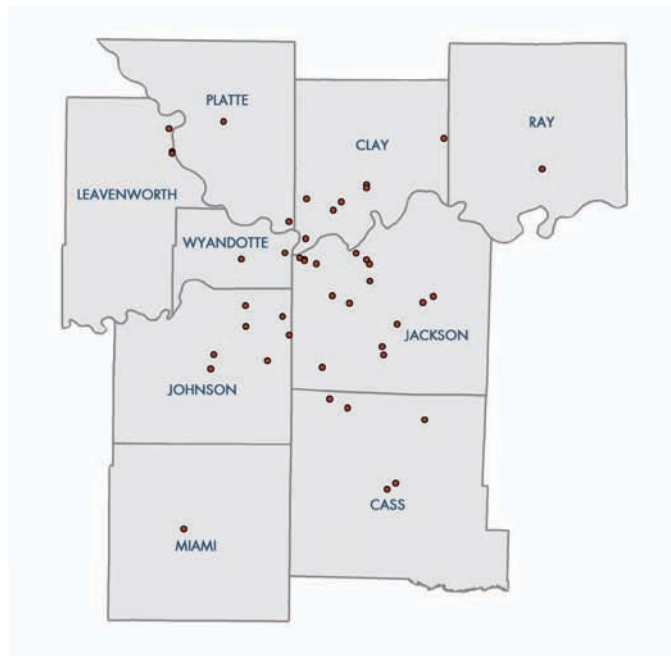 PLATTE
RAY
CLAY
LEAVENWORTH
WYANDOTTE
JACKSON
JOHNSON
CASS
MIAMI